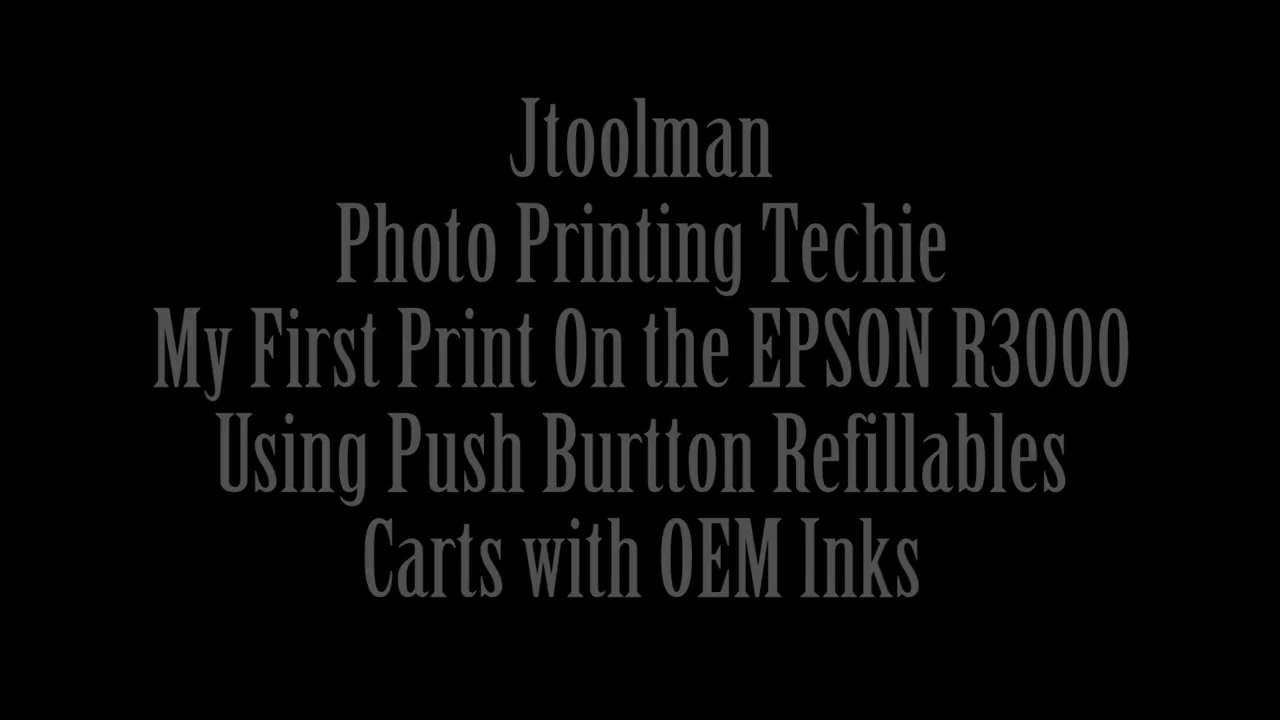 Jtoolman
Photo Printing Techie
My First Print On the EPSON R3000
Using Push Burtton Refillables
Carts with OEM Inks